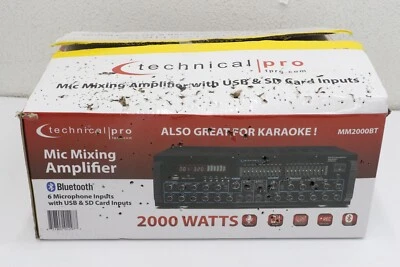 technical pro
tpro.com
Mic Mixing Amplifier with USB & SD Card Inputs
technical pro
ALSO GREAT FOR KARAOKE !
MM2000BT
Mic Mixing
Amplifier
Bluetooth
6 Microphone Inputs
with USB & SD Card Inputs
2000 WATTS